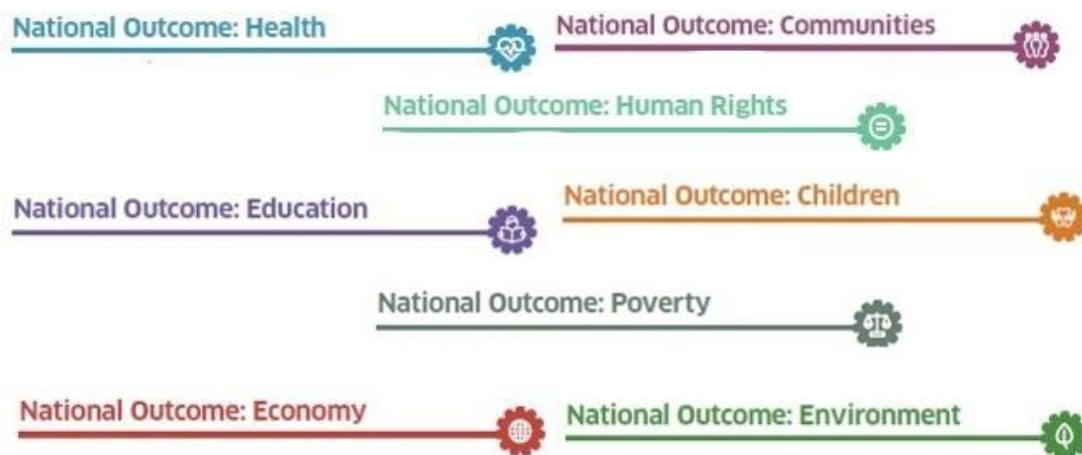 National Outcome: Health
National Outcome: Communities
National Outcome: Human Rights
National Outcome: Education
National Outcome: Children
National Outcome: Poverty
National Outcome: Economy
National Outcome: Environment